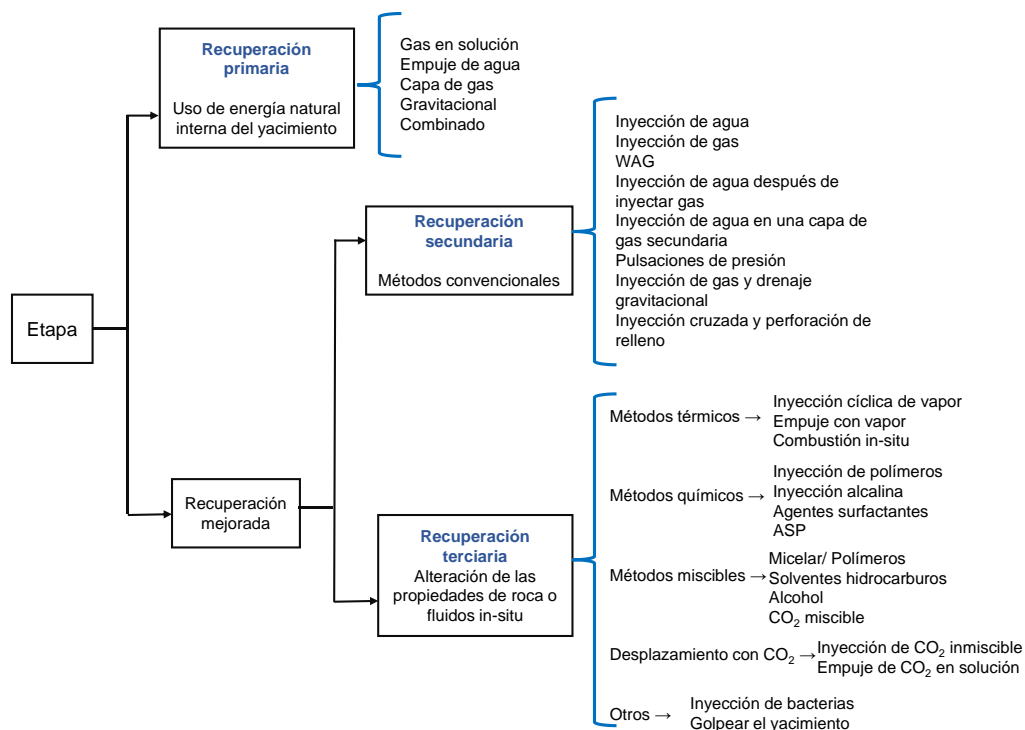 Recuperación
primaria
Uso de energía natural
interna del yacimiento
Gas en solución
Empuje de agua
Capa de gas
Gravitacional
Combinado
Etapa
Recuperación
secundaria
Métodos convencionales
Inyección de agua
Inyección de gas
WAG
Inyección de agua después de
inyectar gas
Inyección de agua en una capa de
gas secundaria
Pulsaciones de presión
Inyección de gas y drenaje
gravitacional
Inyección cruzada y perforación de
relleno
Recuperación
mejorada
Recuperación
terciaria
Alteración de las
propiedades de roca o
fluidos in-situ
Métodos térmicos →
Inyección cíclica de vapor
Empuje con vapor
Combustión in-situ
Métodos químicos →
Inyección de polímeros
Inyección alcalina
Agentes surfactantes
ASP
Métodos miscibles →
Micelar/ Polímeros
Solventes hidrocarburos
Alcohol
CO₂ miscible
Desplazamiento con CO₂ →
Inyección de CO₂ inmiscible
Empuje de CO₂ en solución
Otros →
Inyección de bacterias
Golpear el yacimiento